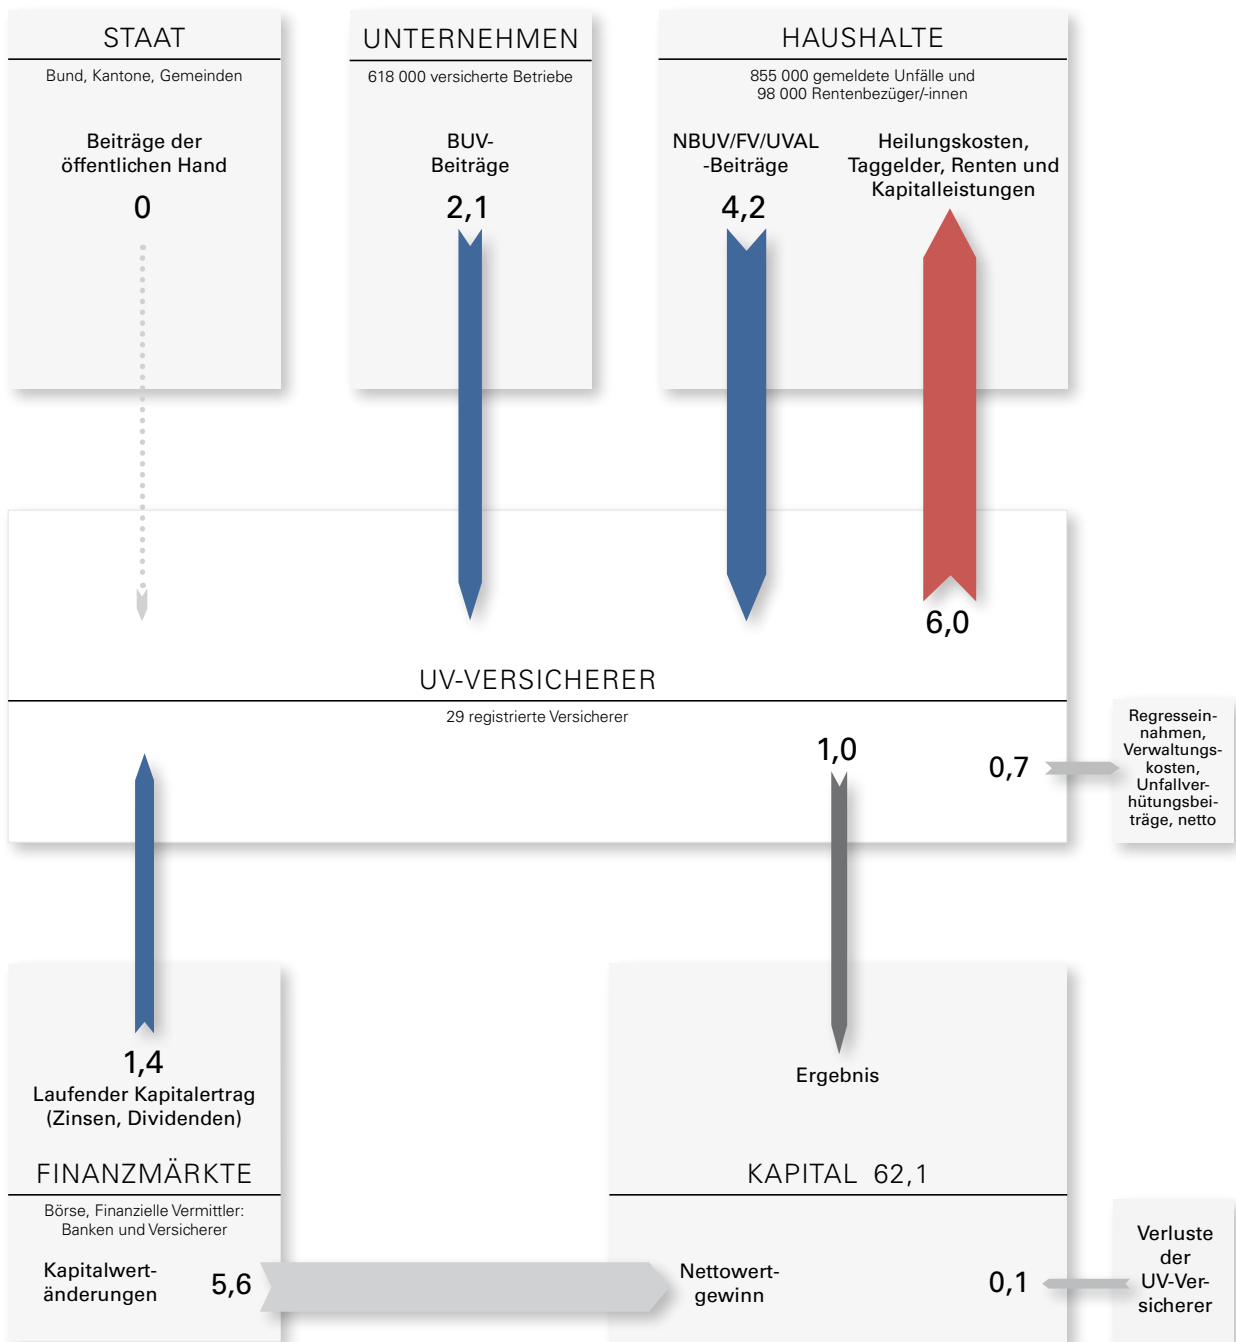 STAAT
Bund, Kantone, Gemeinden
Beiträge der
öffentlichen Hand
0
UNTERNEHMEN
618 000 versicherte Betriebe
BUV-
Beiträge
2,1
HAUSHALTE
855 000 gemeldete Unfälle und
98 000 Rentenbezüger/-innen
NBUV/FV/UVAL
-Beiträge
4,2
Heilungskosten,
Taggelder, Renten und
Kapitalleistungen
6,0
UV-VERSICHERER
29 registrierte Versicherer
1,0
0,7
Regressein-
nahmen,
Verwaltungs-
kosten,
Unfallver-
hütungsbei-
träge, netto
1,4
Laufender Kapitalertrag
(Zinsen, Dividenden)
FINANZMÄRKTE
Börse, Finanzielle Vermittler:
Banken und Versicherer
Kapitalwert-
änderungen
5,6
Ergebnis
KAPITAL 62,1
Nettowert-
gewinn
0,1
Verluste
der
UV-Ver-
sicherer